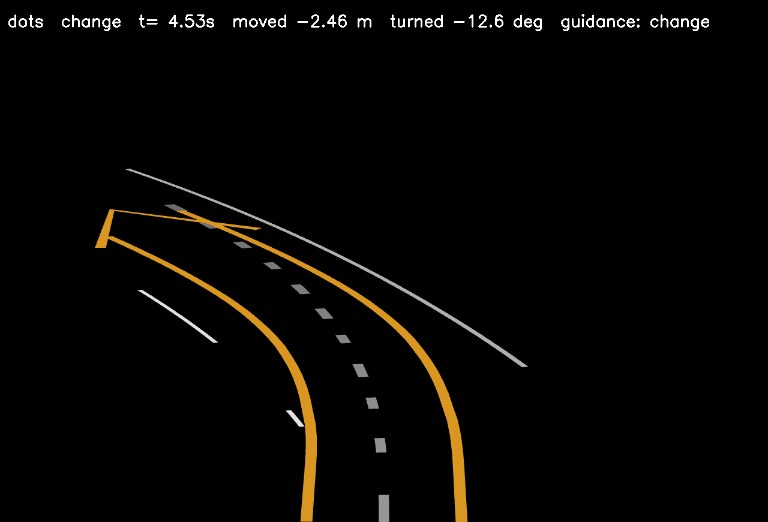 dots change t= 4.53s moved −2.46 m turned −12.6 deg guidance: change